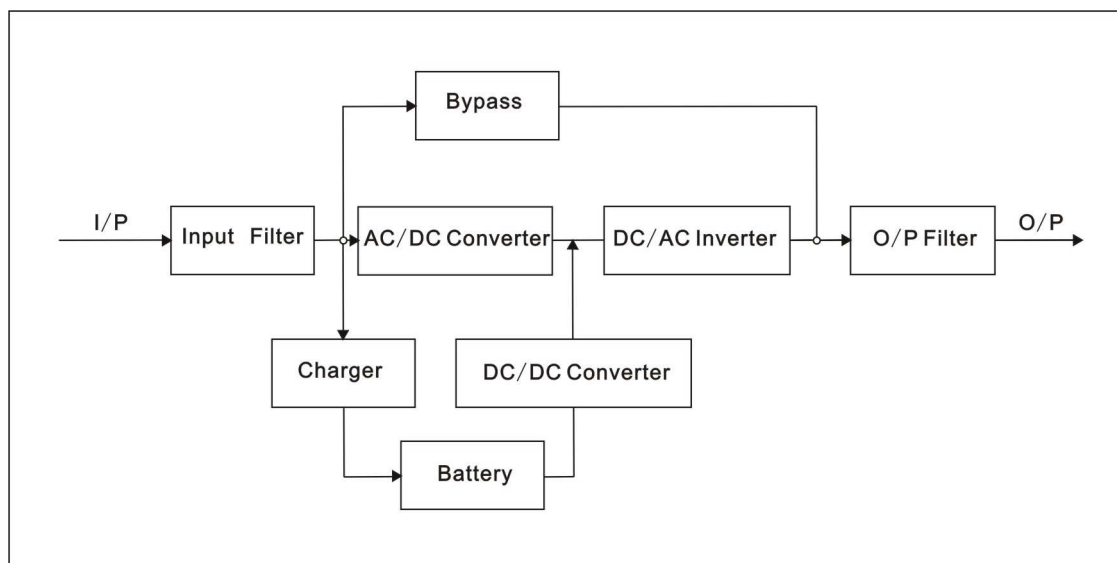 Bypass
I/P
Input Filter
AC/DC Converter
DC/AC Inverter
O/P Filter
O/P
Charger
DC/DC Converter
Battery